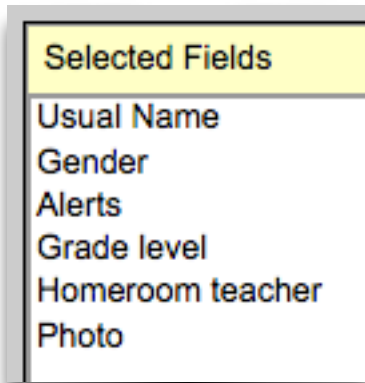 Selected Fields
Usual Name
Gender
Alerts
Grade level
Homeroom teacher
Photo